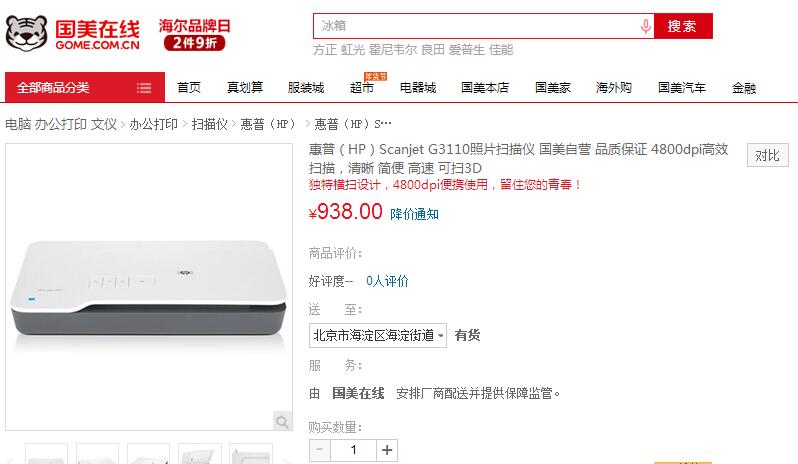 国美在线
GOME.COM.CN
海尔品牌日
2件9折
冰箱
搜索
方正 虹光 霍尼韦尔 良田 爱普生 佳能
全部商品分类
年货节
首页 真划算 服装城 超市 电器城 国美本店 国美家 海外购 国美汽车 金融
电脑 办公打印 文仪 > 办公打印 > 扫描仪 > 惠普（HP） > 惠普（HP）S…
惠普（HP）Scanjet G3110照片扫描仪 国美自营 品质保证 4800dpi高效
扫描，清晰 简便 高速 可扫3D
对比
独特横扫设计，4800dpi便携使用，留住您的青春！
¥938.00 降价通知
商品评价：
好评度-- 0人评价
送 至：
北京市海淀区海淀街道 有货
服 务：
由 国美在线 安排厂商配送并提供保障监管。
购买数量：
- 1 +